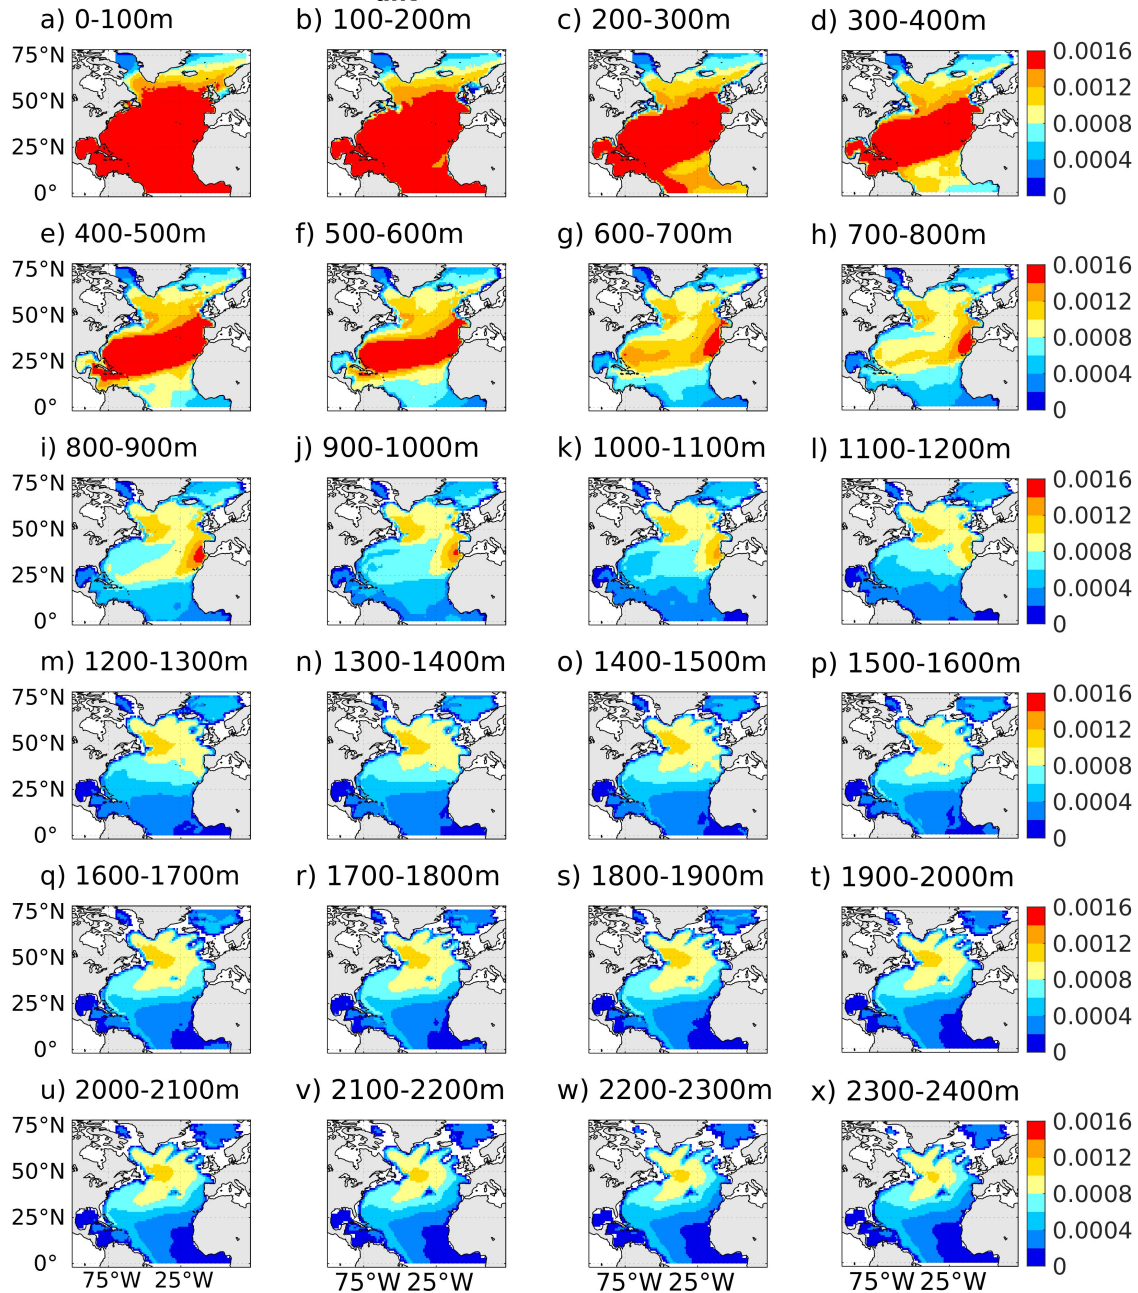 a) 0-100m b) 100-200m c) 200-300m d) 300-400m
75°N 0.0016
50°N 0.0012
0.0008
25°N 0.0004
0° 0
e) 400-500m f) 500-600m g) 600-700m h) 700-800m
75°N 0.0016
50°N 0.0012
0.0008
25°N 0.0004
0° 0
i) 800-900m j) 900-1000m k) 1000-1100m l) 1100-1200m
75°N 0.0016
50°N 0.0012
0.0008
25°N 0.0004
0° 0
m) 1200-1300m n) 1300-1400m o) 1400-1500m p) 1500-1600m
75°N 0.0016
50°N 0.0012
0.0008
25°N 0.0004
0° 0
q) 1600-1700m r) 1700-1800m s) 1800-1900m t) 1900-2000m
75°N 0.0016
50°N 0.0012
0.0008
25°N 0.0004
0° 0
u) 2000-2100m v) 2100-2200m w) 2200-2300m x) 2300-2400m
75°N 0.0016
50°N 0.0012
0.0008
25°N 0.0004
0° 0
75°W 25°W 75°W 25°W 75°W 25°W 75°W 25°W